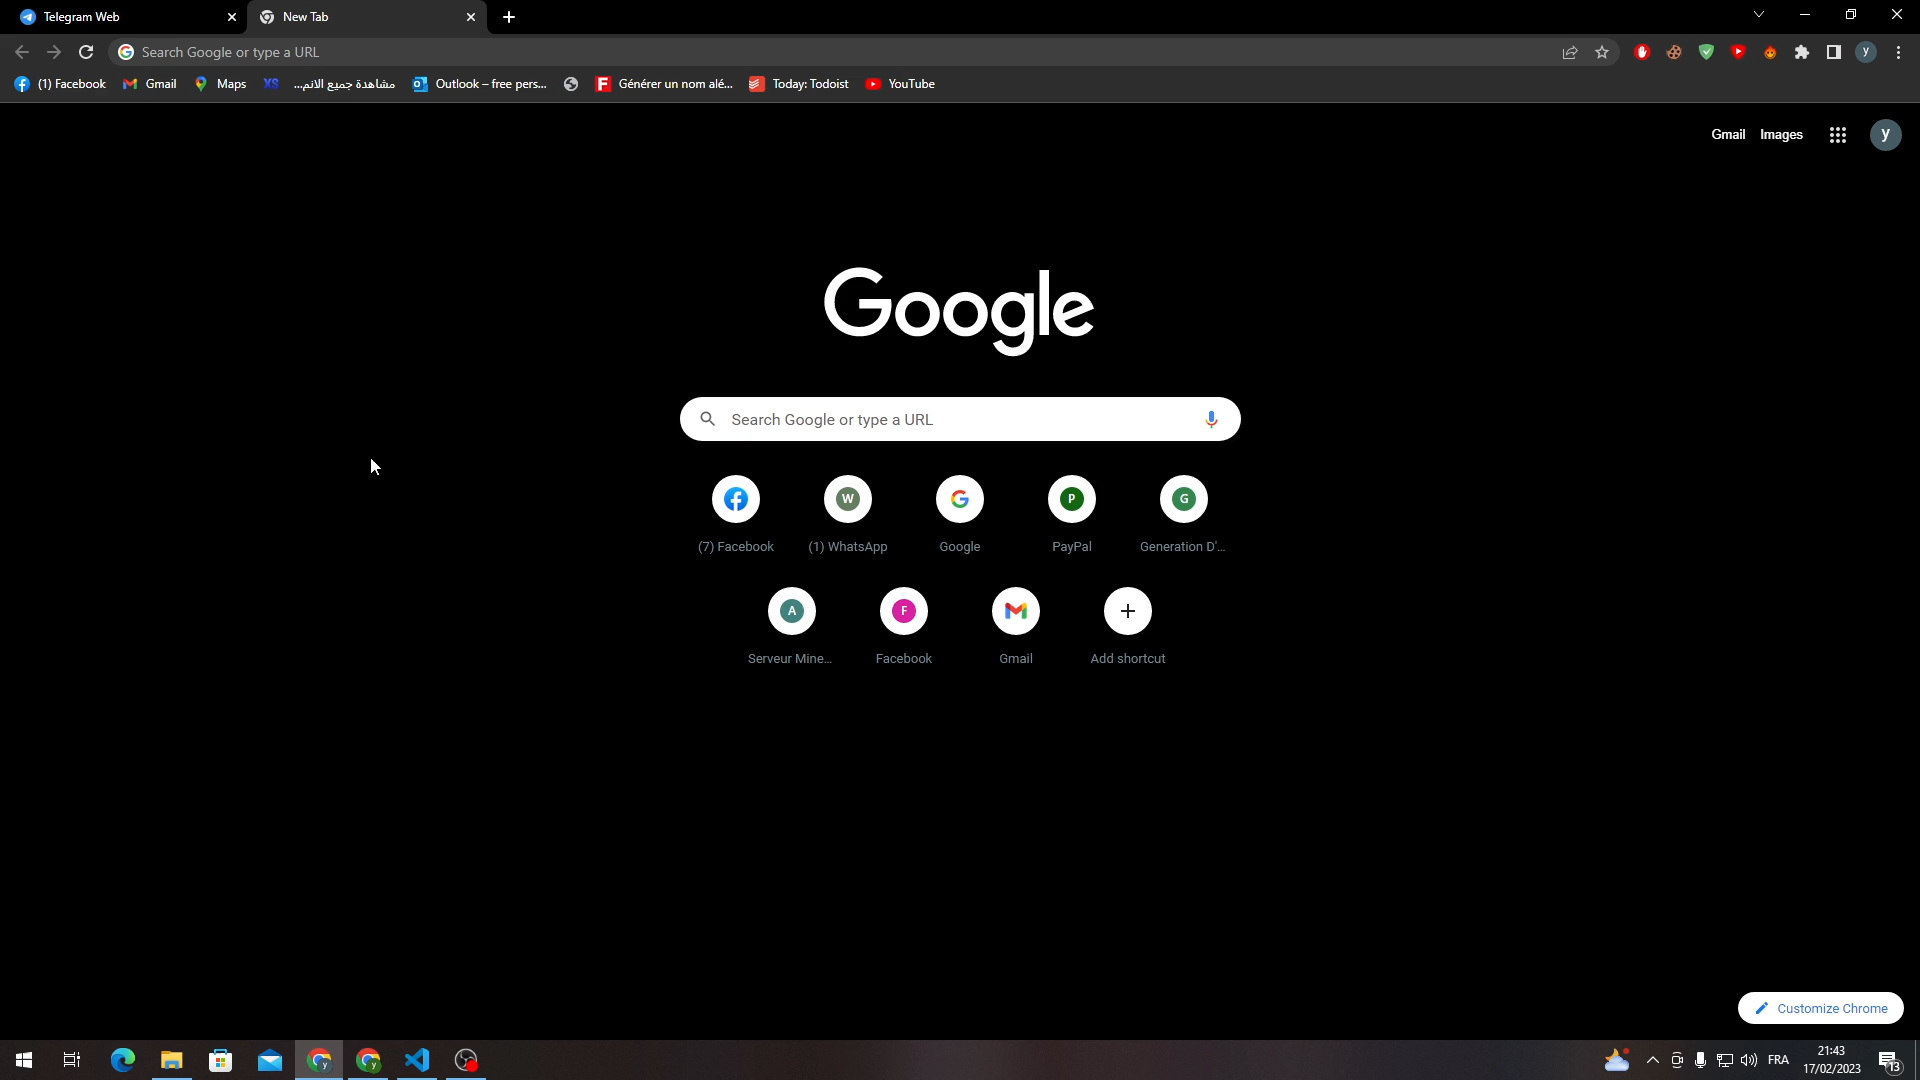 Telegram Web
New Tab
Search Google or type a URL
(1) Facebook
Gmail
Maps
XS
مشاهدة جميع الانم...
Outlook – free pers...
Générer un nom alé...
Today: Todoist
YouTube
y
Gmail
Images
y
Google
Search Google or type a URL
W
P
G
(7) Facebook
(1) WhatsApp
Google
PayPal
Generation D'...
A
F
Serveur Mine...
Facebook
Gmail
Add shortcut
Customize Chrome
y
y
FRA
21:43
17/02/2023
13